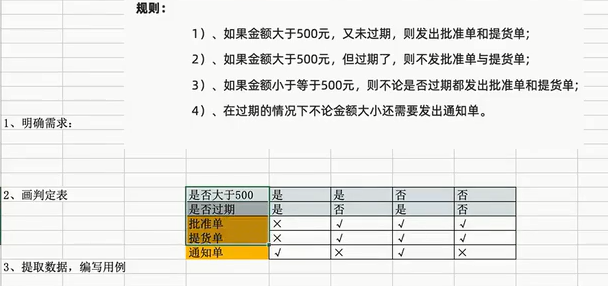 规则：
1）、如果金额大于500元，又未过期，则发出批准单和提货单；
2）、如果金额大于500元，但过期了，则不发批准单与提货单；
3）、如果金额小于等于500元，则不论是否过期都发出批准单和提货单；
4）、在过期的情况下不论金额大小还需要发出通知单。
1、明确需求：
2、画判定表
是否大于500 是 是 否 否
是否过期 是 否 是 否
批准单 × √ √ √
提货单 × √ √ √
通知单 √ × √ ×
3、提取数据，编写用例